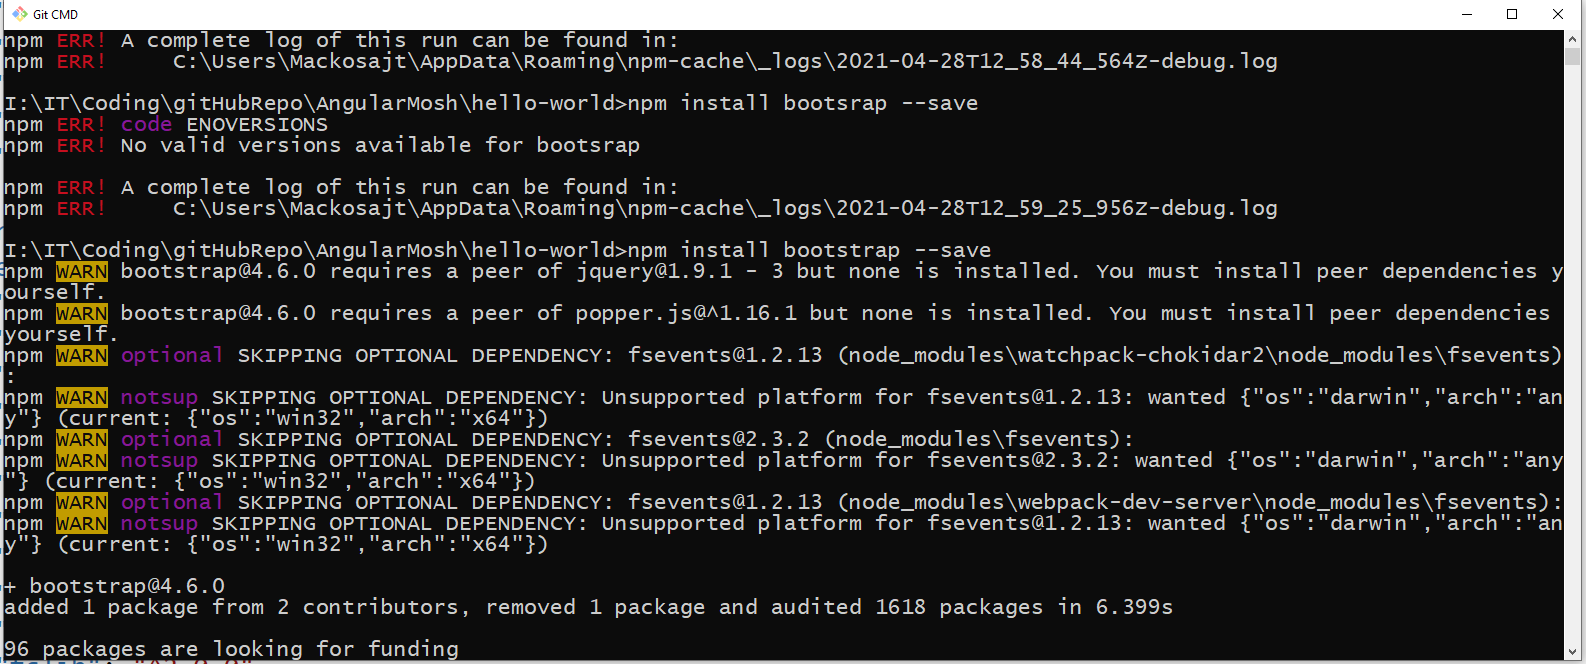 Git CMD
npm ERR! A complete log of this run can be found in:
npm ERR!     C:\Users\Mackosajt\AppData\Roaming\npm-cache\_logs\2021-04-28T12_58_44_564Z-debug.log
I:\IT\Coding\gitHubRepo\AngularMosh\hello-world>npm install bootsrap --save
npm ERR! code ENOVERSIONS
npm ERR! No valid versions available for bootsrap
npm ERR! A complete log of this run can be found in:
npm ERR!     C:\Users\Mackosajt\AppData\Roaming\npm-cache\_logs\2021-04-28T12_59_25_956Z-debug.log
I:\IT\Coding\gitHubRepo\AngularMosh\hello-world>npm install bootstrap --save
npm WARN bootstrap@4.6.0 requires a peer of jquery@1.9.1 - 3 but none is installed. You must install peer dependencies y
ourself.
npm WARN bootstrap@4.6.0 requires a peer of popper.js@^1.16.1 but none is installed. You must install peer dependencies
yourself.
npm WARN optional SKIPPING OPTIONAL DEPENDENCY: fsevents@1.2.13 (node_modules\watchpack-chokidar2\node_modules\fsevents)
:
npm WARN notsup SKIPPING OPTIONAL DEPENDENCY: Unsupported platform for fsevents@1.2.13: wanted {"os":"darwin","arch":"an
y"} (current: {"os":"win32","arch":"x64"})
npm WARN optional SKIPPING OPTIONAL DEPENDENCY: fsevents@2.3.2 (node_modules\fsevents):
npm WARN notsup SKIPPING OPTIONAL DEPENDENCY: Unsupported platform for fsevents@2.3.2: wanted {"os":"darwin","arch":"any
"} (current: {"os":"win32","arch":"x64"})
npm WARN optional SKIPPING OPTIONAL DEPENDENCY: fsevents@1.2.13 (node_modules\webpack-dev-server\node_modules\fsevents):
npm WARN notsup SKIPPING OPTIONAL DEPENDENCY: Unsupported platform for fsevents@1.2.13: wanted {"os":"darwin","arch":"an
y"} (current: {"os":"win32","arch":"x64"})
+ bootstrap@4.6.0
added 1 package from 2 contributors, removed 1 package and audited 1618 packages in 6.399s
96 packages are looking for funding